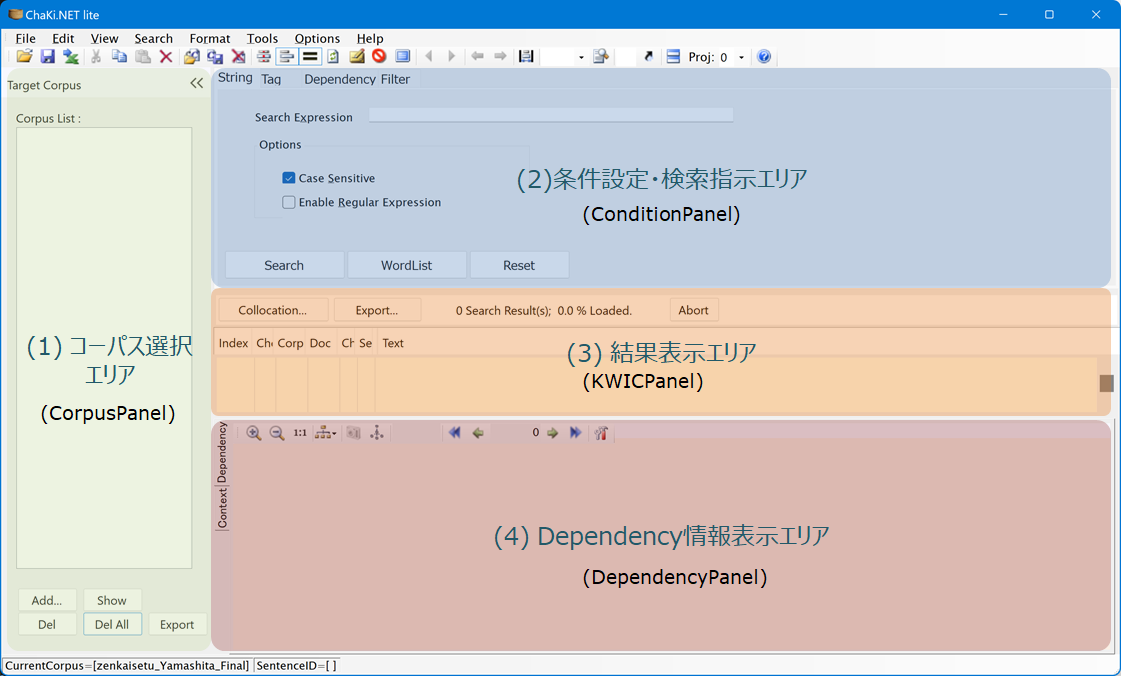 ChaKi.NET lite
File Edit View Search Format Tools Options Help
Proj: 0
Target Corpus
Corpus List :
(1) コーパス選択
エリア
(CorpusPanel)
Add... Show
Del Del All Export
String Tag Dependency Filter
Search Expression
Options
Case Sensitive
Enable Regular Expression
(2)条件設定・検索指示エリア
(ConditionPanel)
Search WordList Reset
Collocation... Export... 0 Search Result(s); 0.0 % Loaded. Abort
Index Che Corp Doc Ch Se Text
(3) 結果表示エリア
(KWICPanel)
1:1 0
Dependency
Context
(4) Dependency情報表示エリア
(DependencyPanel)
CurrentCorpus=[zenkaisetu_Yamashita_Final] SentenceID=[ ]